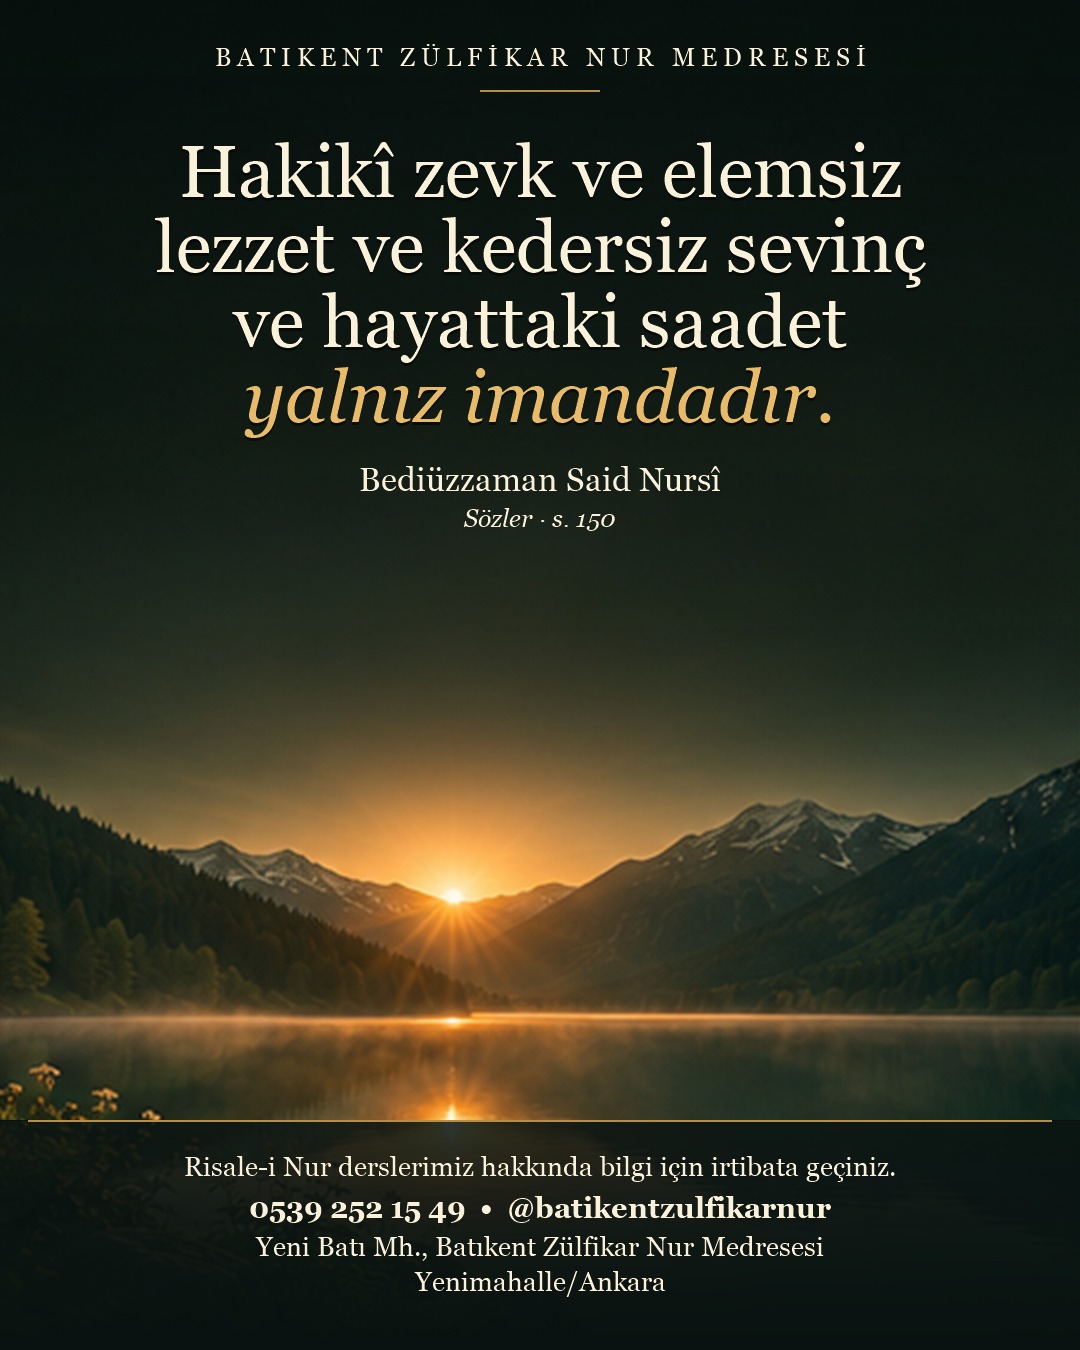 BATIKENT ZÜLFİKAR NUR MEDRESESİ
Hakikî zevk ve elemsiz
lezzet ve kedersiz sevinç
ve hayattaki saadet
yalnız imandadır.
Bediüzzaman Said Nursî
Sözler · s. 150
Risale-i Nur derslerimiz hakkında bilgi için irtibata geçiniz.
0539 252 15 49 • @batikentzulfikarnur
Yeni Batı Mh., Batıkent Zülfikar Nur Medresesi
Yenimahalle/Ankara